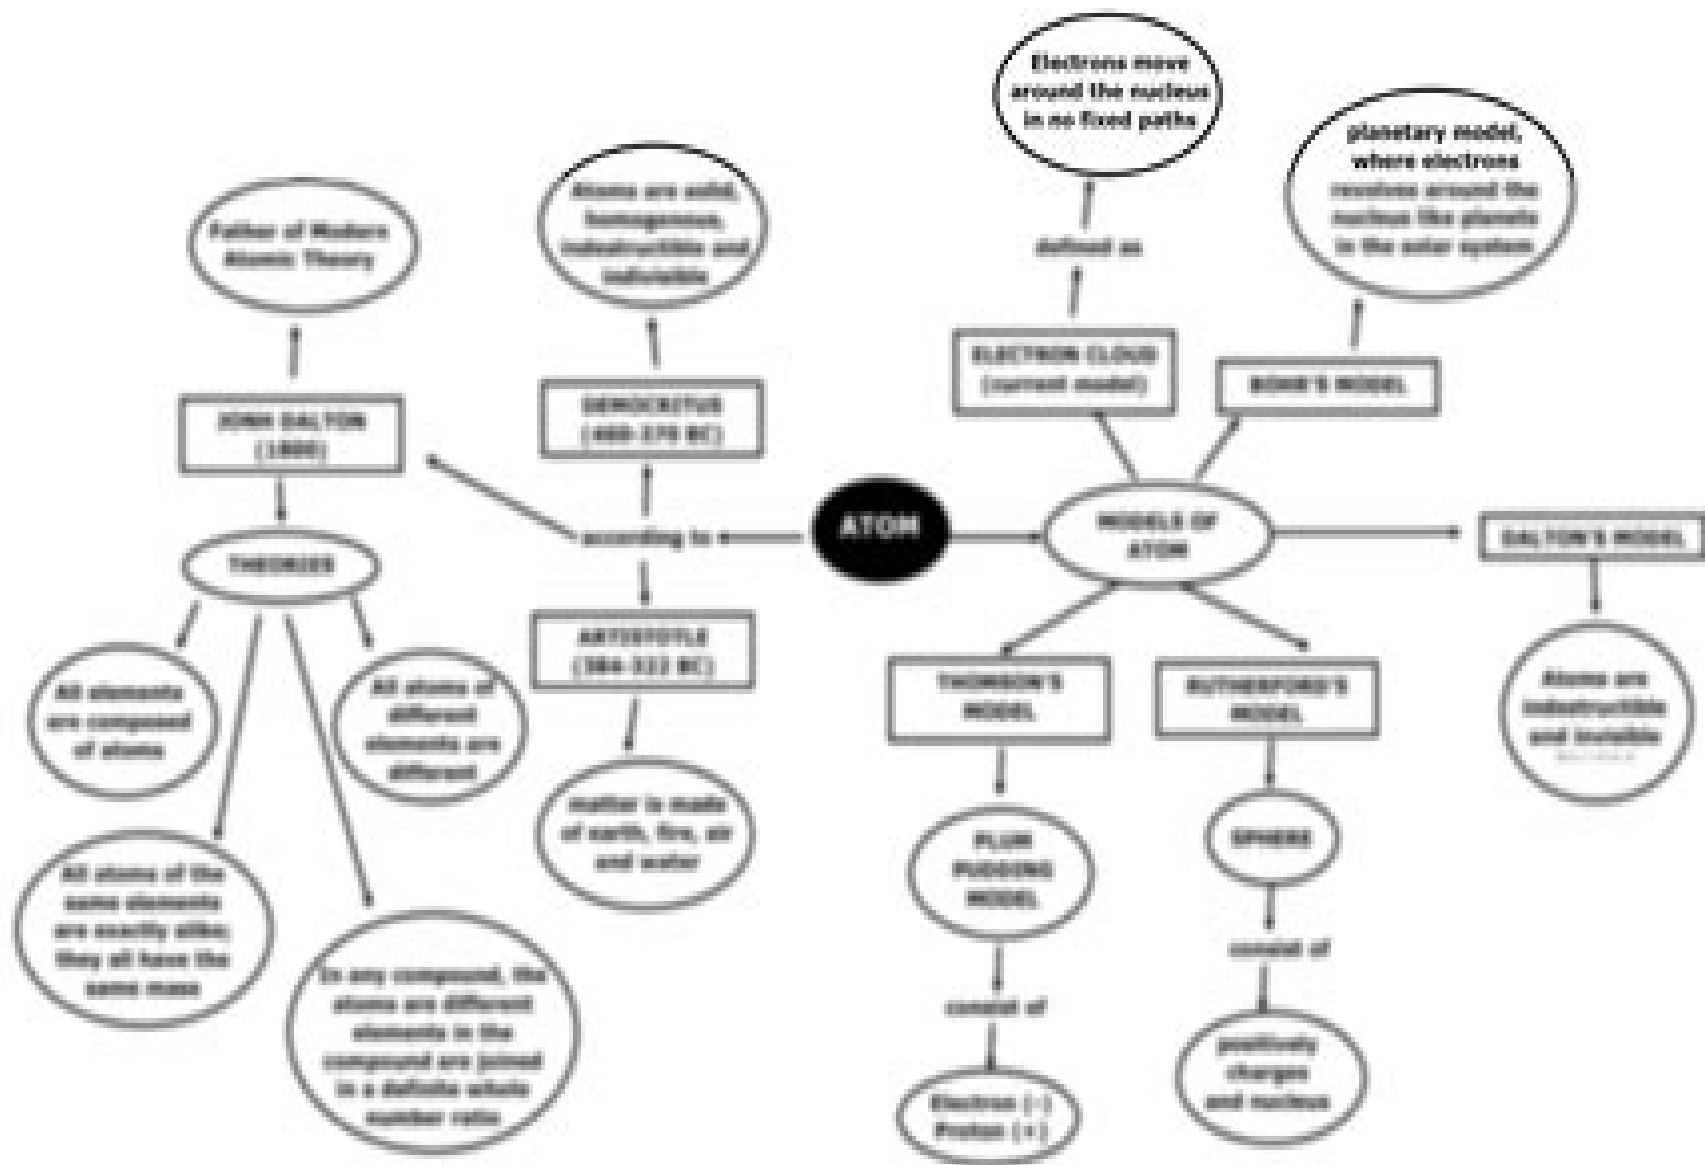 Electrons move
around the nucleus
in no fixed paths
planetary model,
where electrons
revolves around the
nucleus like planets
in the solar system
defined as
ELECTRON CLOUD
(current model)
BOHR'S MODEL
Father of Modern
Atomic Theory
Atoms are solid,
homogenous,
indestructible and
indivisible
JONH DALTON
(1800)
DEMOCRITUS
(460-370 BC)
according to
ATOM
MODELS OF
ATOM
DALTON'S MODEL
THEORIES
ARTISTOTLE
(384-322 BC)
THOMSON'S
MODEL
RUTHERFORD'S
MODEL
Atoms are
indestructible
and invisible
All elements
are composed
of atoms
All atoms of
different
elements are
different
matter is made
of earth, fire, air
and water
PLUM
PUDDING
MODEL
SPHERE
All atoms of the
same elements
are exactly alike;
they all have the
same mass
In any compound, the
atoms are different
elements in the
compound are joined
in a definite whole
number ratio
consist of
consist of
Electron (-)
Proton (+)
positively
charges
and nucleus